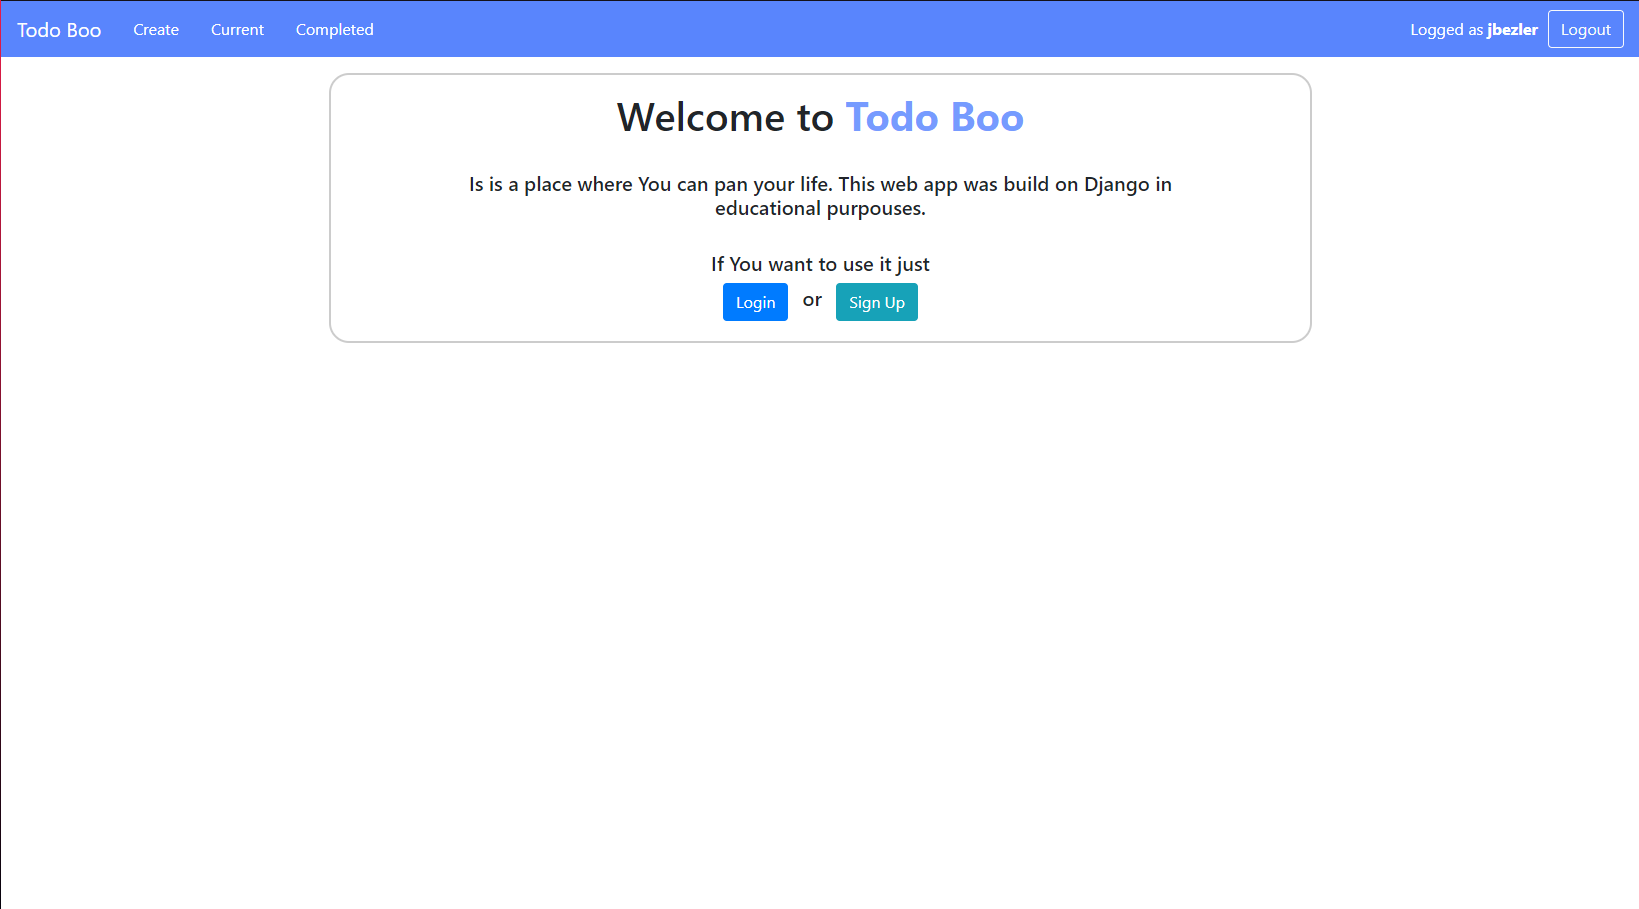 Todo Boo Create Current Completed Logged as jbezler Logout
Welcome to Todo Boo
Is is a place where You can pan your life. This web app was build on Django in
educational purpouses.
If You want to use it just
Login or Sign Up